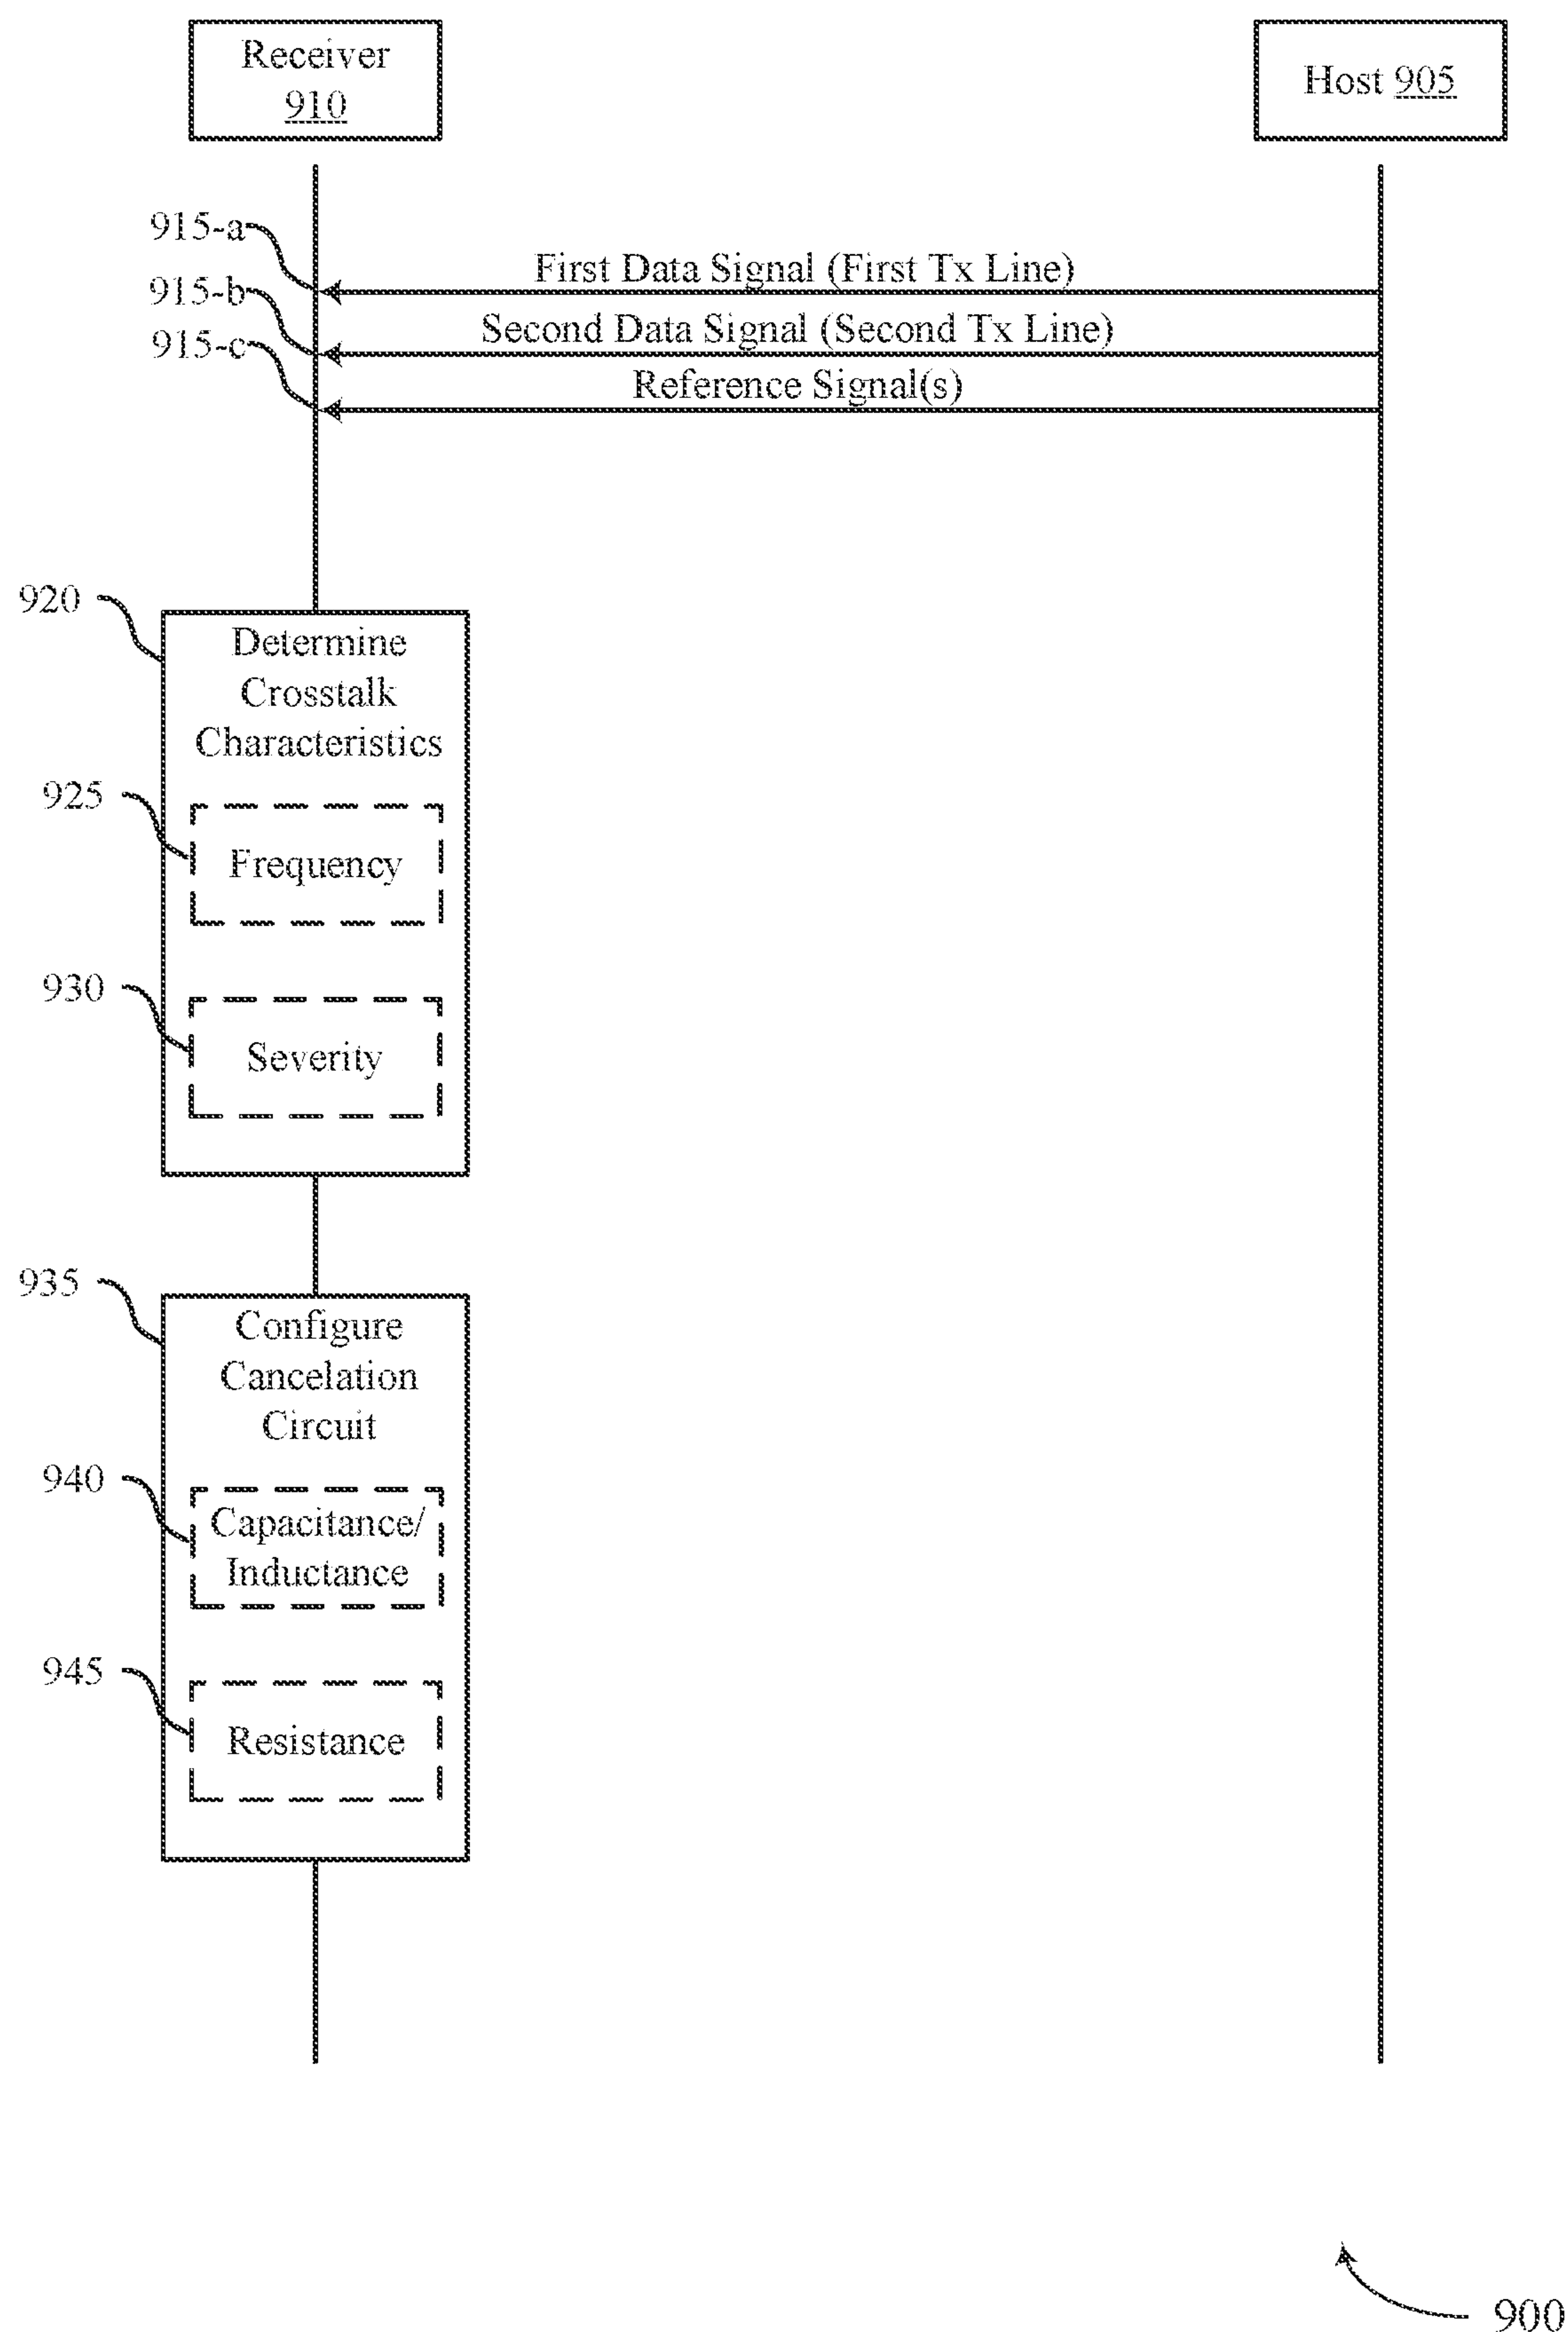 Receiver
910
Host 905
915-a
First Data Signal (First Tx Line)
915-b
Second Data Signal (Second Tx Line)
915-c
Reference Signal(s)
920
Determine
Crosstalk
Characteristics
925
Frequency
930
Severity
935
Configure
Cancelation
Circuit
940
Capacitance/
Inductance
945
Resistance
900